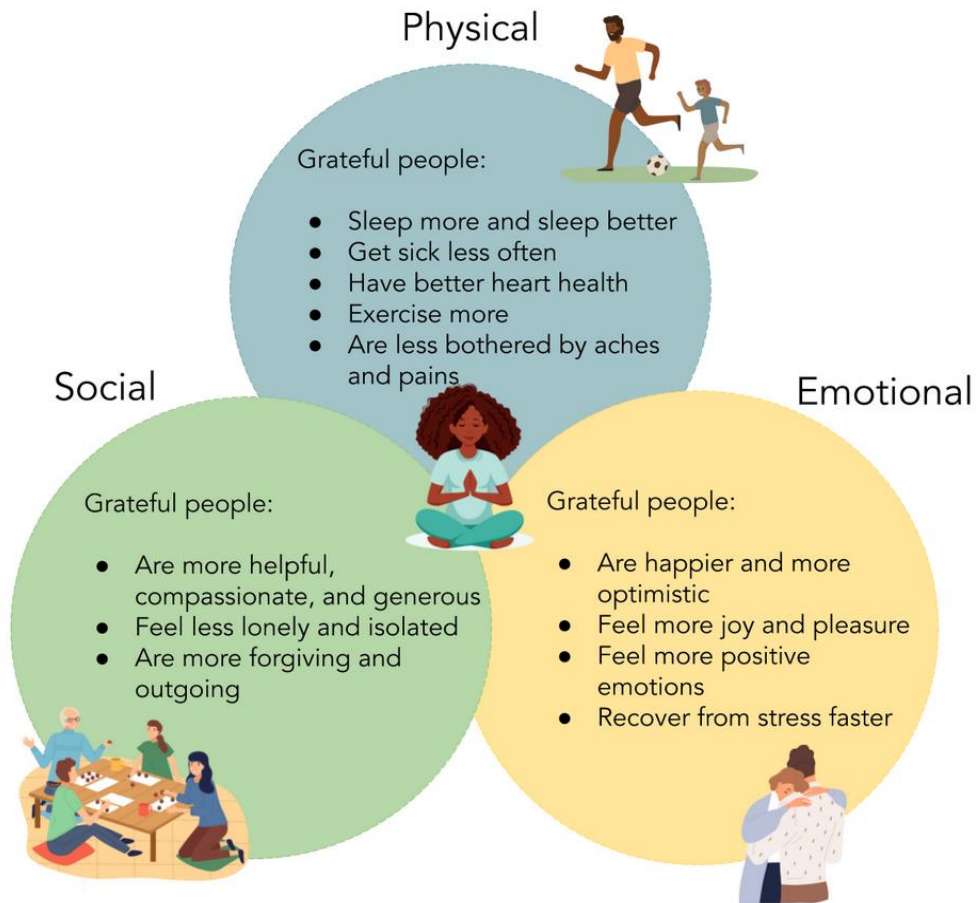 Physical
Grateful people:
● Sleep more and sleep better
● Get sick less often
● Have better heart health
● Exercise more
● Are less bothered by aches
and pains
Social
Grateful people:
● Are more helpful,
compassionate, and generous
● Feel less lonely and isolated
● Are more forgiving and
outgoing
Emotional
Grateful people:
● Are happier and more
optimistic
● Feel more joy and pleasure
● Feel more positive
emotions
● Recover from stress faster